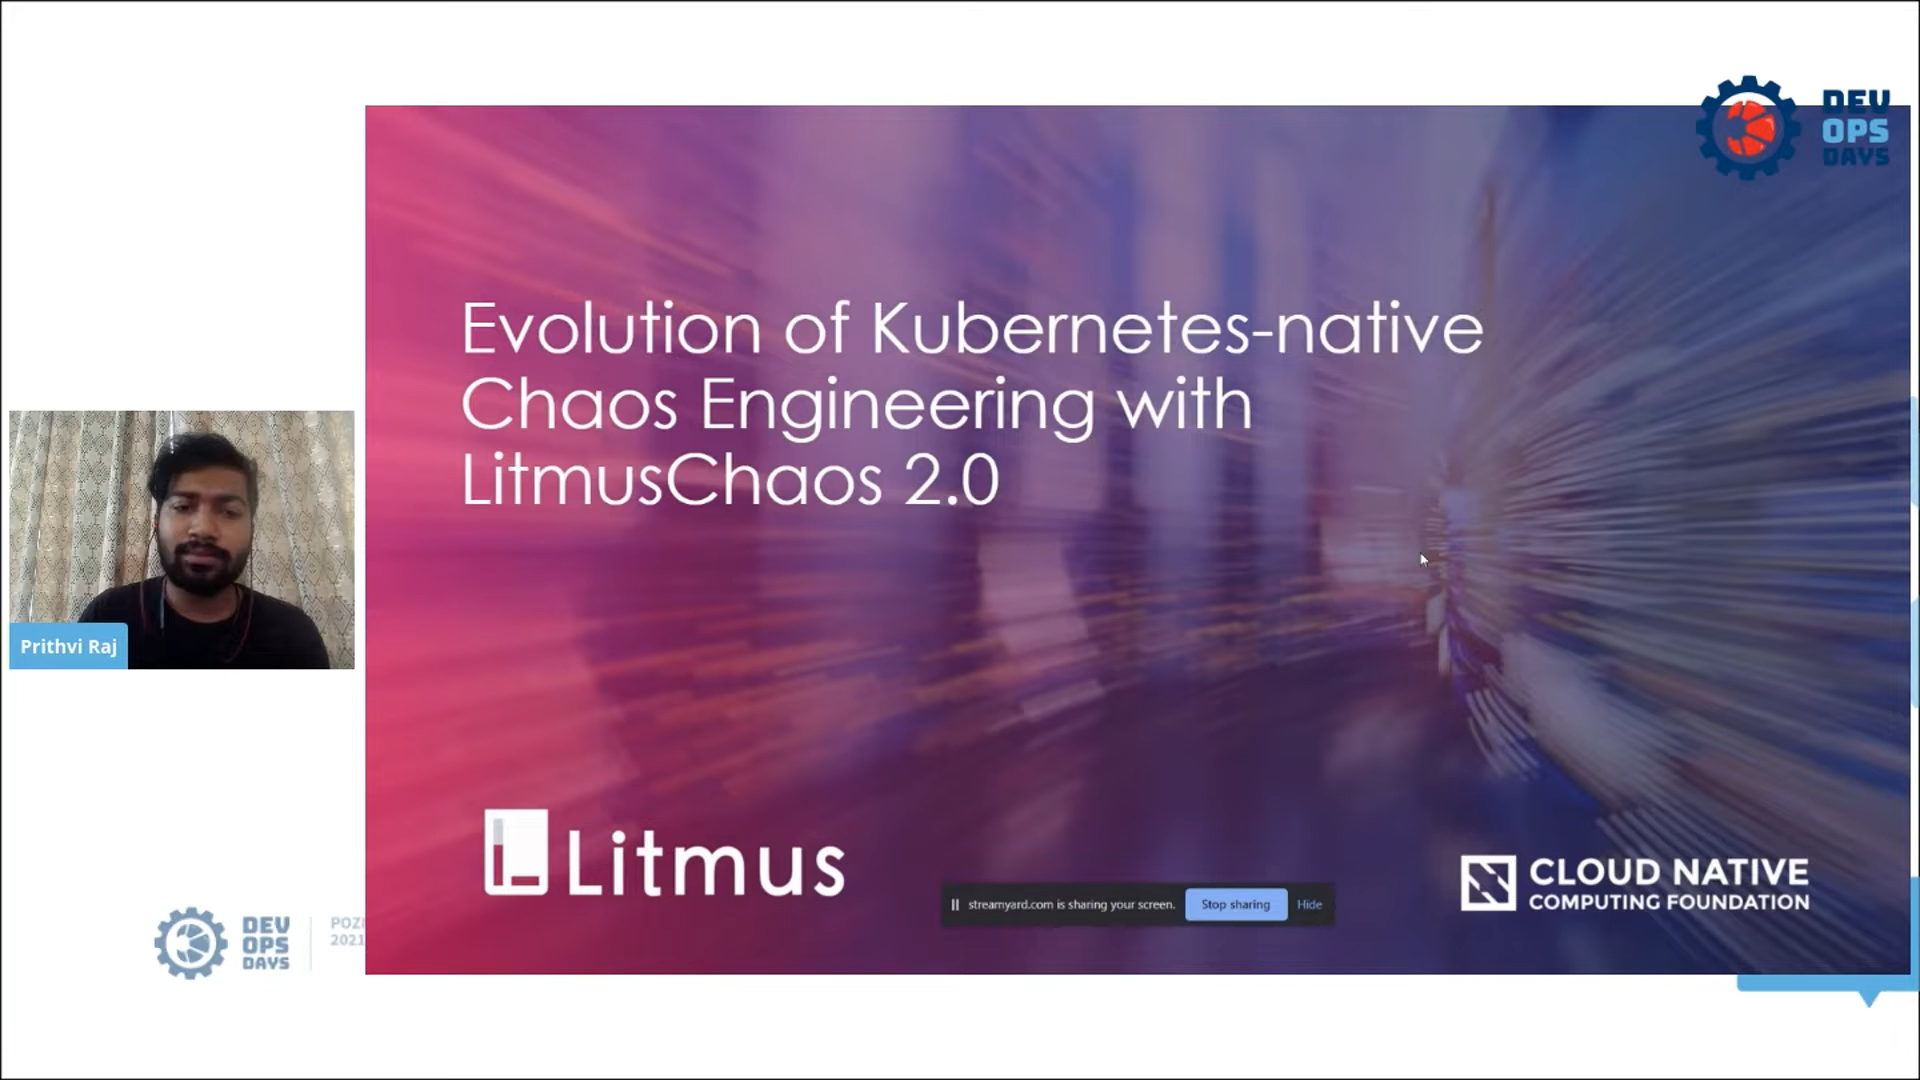 DEV
OPS
DAYS
Evolution of Kubernetes-native
Chaos Engineering with
LitmusChaos 2.0
Prithvi Raj
Litmus
streamyard.com is sharing your screen. Stop sharing Hide
CLOUD NATIVE
COMPUTING FOUNDATION
DEV
OPS
DAYS
2021